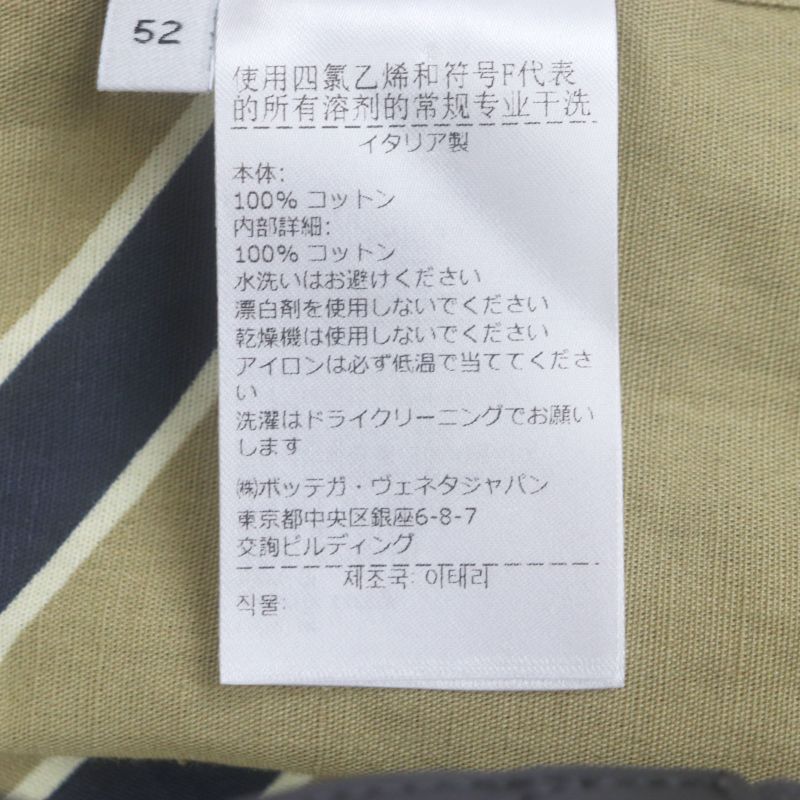 52
使用四氯乙烯和符号F代表
的所有溶剂的常规专业干洗
イタリア製
本体:
100% コットン
内部詳細:
100% コットン
水洗いはお避けください
漂白剤を使用しないでください
乾燥機は使用しないでください
アイロンは必ず低温で当ててくださ
い
洗濯はドライクリーニングでお願い
します
㈱ボッテガ・ヴェネタジャパン
東京都中央区銀座6-8-7
交詢ビルディング
제조국: 이태리
직물: